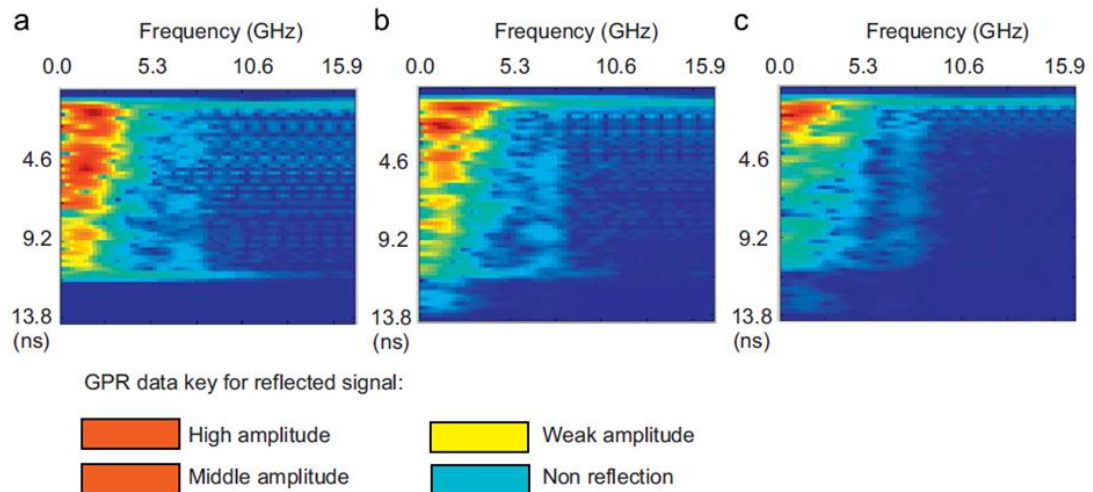 a b c
Frequency (GHz) Frequency (GHz) Frequency (GHz)
0.0 5.3 10.6 15.9 0.0 5.3 10.6 15.9 0.0 5.3 10.6 15.9
4.6 4.6 4.6
9.2 9.2 9.2
13.8 13.8 13.8
(ns) (ns) (ns)
GPR data key for reflected signal:
High amplitude Weak amplitude
Middle amplitude Non reflection